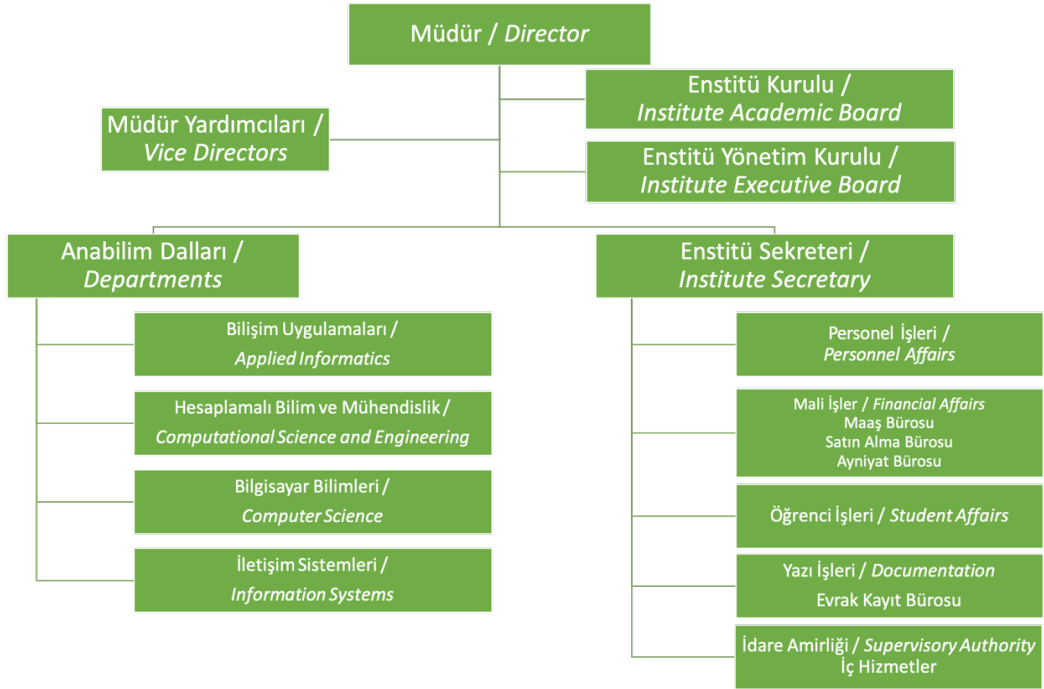 Müdür / Director
Enstitü Kurulu /
Institute Academic Board
Müdür Yardımcıları /
Vice Directors
Enstitü Yönetim Kurulu /
Institute Executive Board
Anabilim Dalları /
Departments
Bilişim Uygulamaları /
Applied Informatics
Hesaplamalı Bilim ve Mühendislik /
Computational Science and Engineering
Bilgisayar Bilimleri /
Computer Science
İletişim Sistemleri /
Information Systems
Enstitü Sekreteri /
Institute Secretary
Personel İşleri /
Personnel Affairs
Mali İşler / Financial Affairs
Maaş Bürosu
Satın Alma Bürosu
Ayniyat Bürosu
Öğrenci İşleri / Student Affairs
Yazı İşleri / Documentation
Evrak Kayıt Bürosu
İdare Amirliği / Supervisory Authority
İç Hizmetler